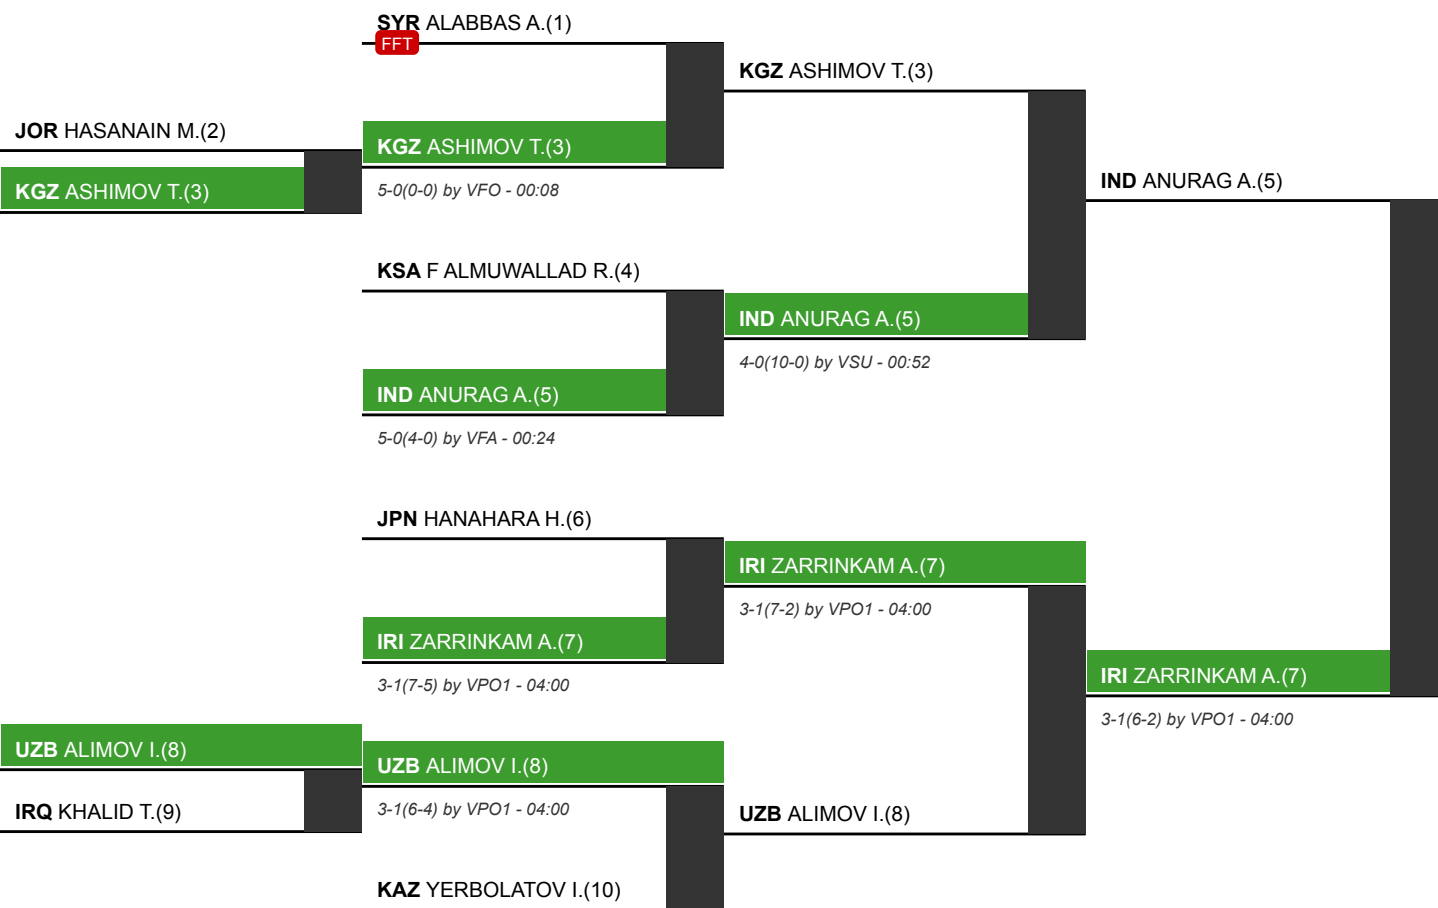 SYR ALABBAS A.(1)
FFT
KGZ ASHIMOV T.(3)
JOR HASANAIN M.(2)
KGZ ASHIMOV T.(3)
KGZ ASHIMOV T.(3)
5-0(0-0) by VFO - 00:08
IND ANURAG A.(5)
KSA F ALMUWALLAD R.(4)
IND ANURAG A.(5)
4-0(10-0) by VSU - 00:52
IND ANURAG A.(5)
5-0(4-0) by VFA - 00:24
JPN HANAHARA H.(6)
IRI ZARRINKAM A.(7)
3-1(7-2) by VPO1 - 04:00
IRI ZARRINKAM A.(7)
3-1(7-5) by VPO1 - 04:00
IRI ZARRINKAM A.(7)
3-1(6-2) by VPO1 - 04:00
UZB ALIMOV I.(8)
UZB ALIMOV I.(8)
3-1(6-4) by VPO1 - 04:00
IRQ KHALID T.(9)
UZB ALIMOV I.(8)
KAZ YERBOLATOV I.(10)